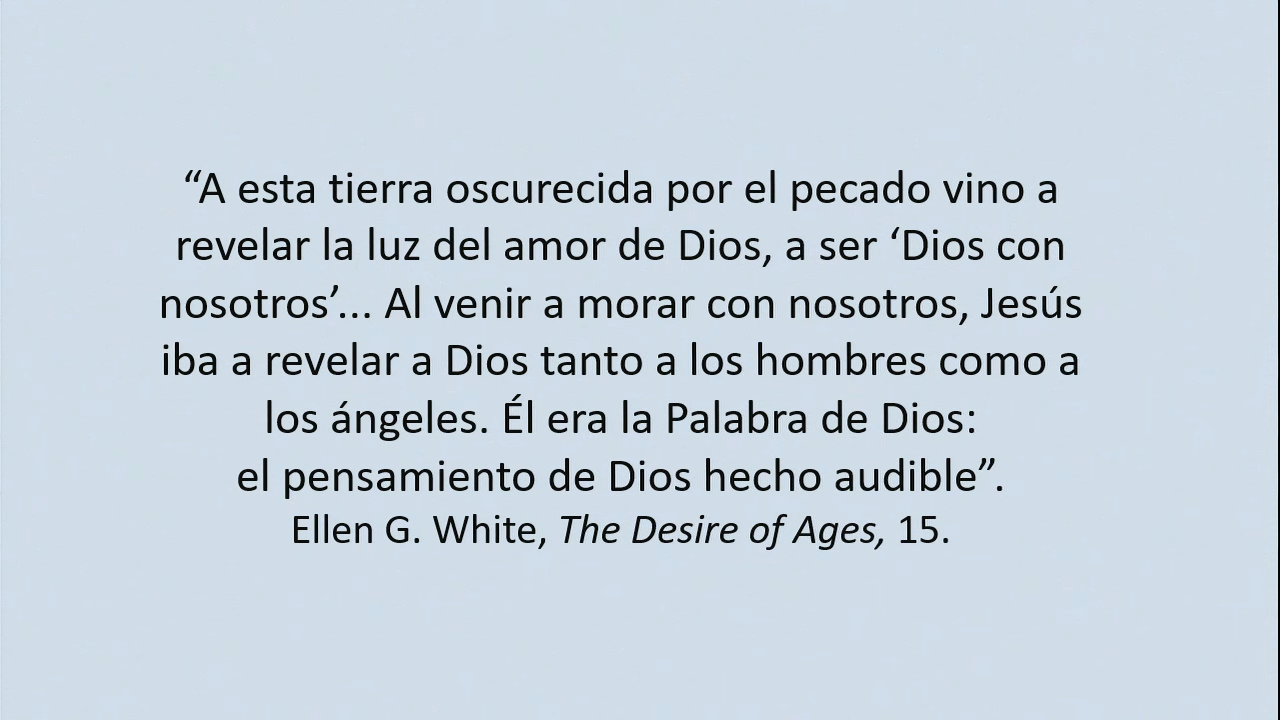 “A esta tierra oscurecida por el pecado vino a
revelar la luz del amor de Dios, a ser ‘Dios con
nosotros’... Al venir a morar con nosotros, Jesús
iba a revelar a Dios tanto a los hombres como a
los ángeles. Él era la Palabra de Dios:
el pensamiento de Dios hecho audible”.
Ellen G. White, The Desire of Ages, 15.